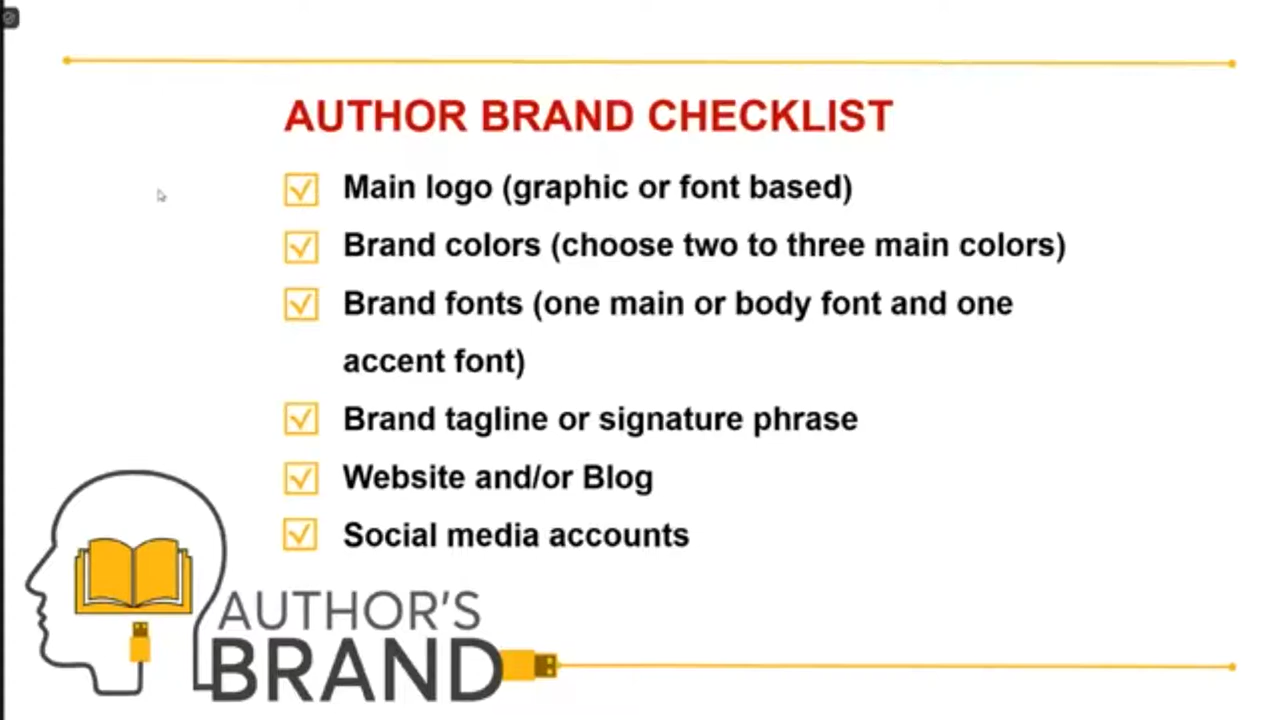 AUTHOR BRAND CHECKLIST
Main logo (graphic or font based)
Brand colors (choose two to three main colors)
Brand fonts (one main or body font and one
accent font)
Brand tagline or signature phrase
Website and/or Blog
Social media accounts
AUTHOR'S
BRAND